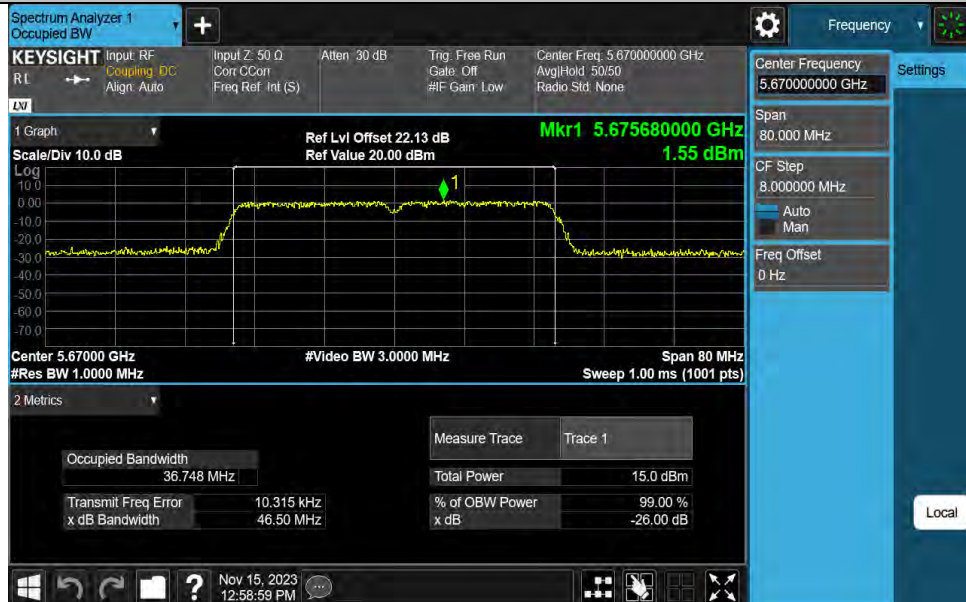 Spectrum Analyzer 1
Occupied BW
Frequency
KEYSIGHT
Input: RF
Coupling: DC
Align: Auto
Input Z: 50 Ω
Corr CCorr
Freq Ref: Int (S)
Atten: 30 dB
Trig: Free Run
Gate: Off
#IF Gain: Low
Center Freq: 5.670000000 GHz
Avg|Hold: 50/50
Radio Std: None
LXI
Center Frequency
5.670000000 GHz
Settings
Span
80.000 MHz
CF Step
8.000000 MHz
Auto
Man
Freq Offset
0 Hz
Local
1 Graph
Scale/Div 10.0 dB
Ref Lvl Offset 22.13 dB
Ref Value 20.00 dBm
Mkr1 5.675680000 GHz
1.55 dBm
Log
10.0
0.00
-10.0
-20.0
-30.0
-40.0
-50.0
-60.0
-70.0
1
Center 5.67000 GHz
#Video BW 3.0000 MHz
Span 80 MHz
#Res BW 1.0000 MHz
Sweep 1.00 ms (1001 pts)
2 Metrics
Measure Trace Trace 1
Occupied Bandwidth
36.748 MHz
Total Power 15.0 dBm
Transmit Freq Error 10.315 kHz
% of OBW Power 99.00 %
x dB Bandwidth 46.50 MHz
x dB -26.00 dB
Nov 15, 2023
12:58:59 PM